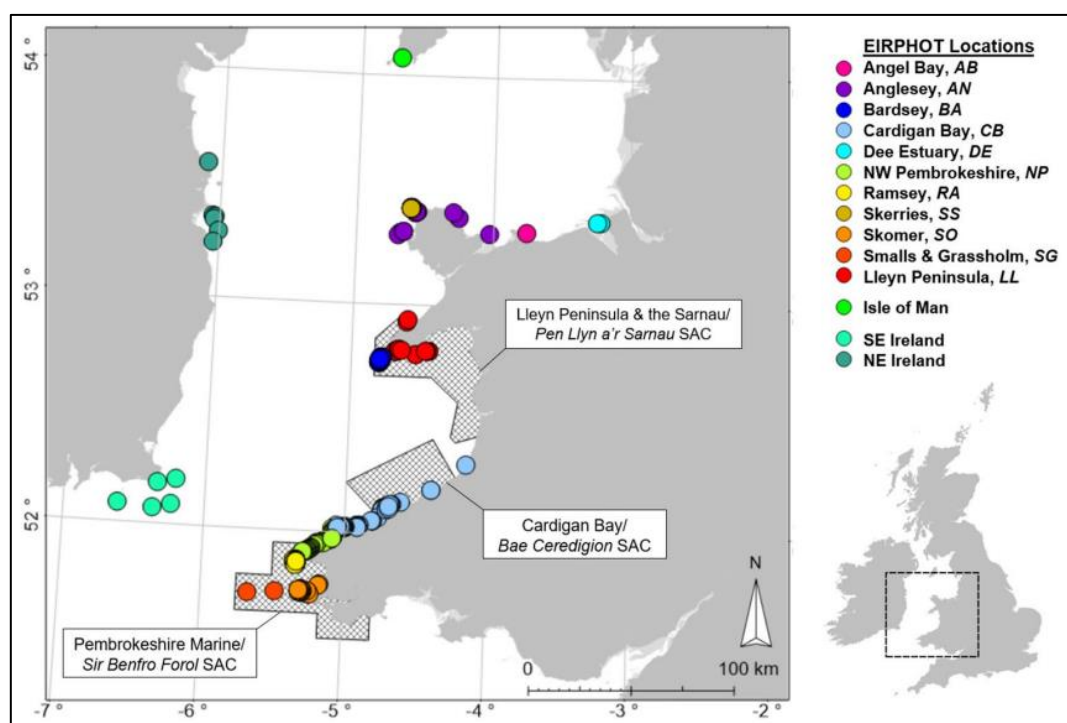 EIRPHOT Locations
Angel Bay, AB
Anglesey, AN
Bardsey, BA
Cardigan Bay, CB
Dee Estuary, DE
NW Pembrokeshire, NP
Ramsey, RA
Skerries, SS
Skomer, SO
Smalls & Grassholm, SG
Lleyn Peninsula, LL
Isle of Man
SE Ireland
NE Ireland
54°
53°
52°
Lleyn Peninsula & the Sarnau/
Pen Llyn a'r Sarnau SAC
Cardigan Bay/
Bae Ceredigion SAC
Pembrokeshire Marine/
Sir Benfro Forol SAC
N
0
100 km
-7°
-6°
-5°
-4°
-3°
-2°